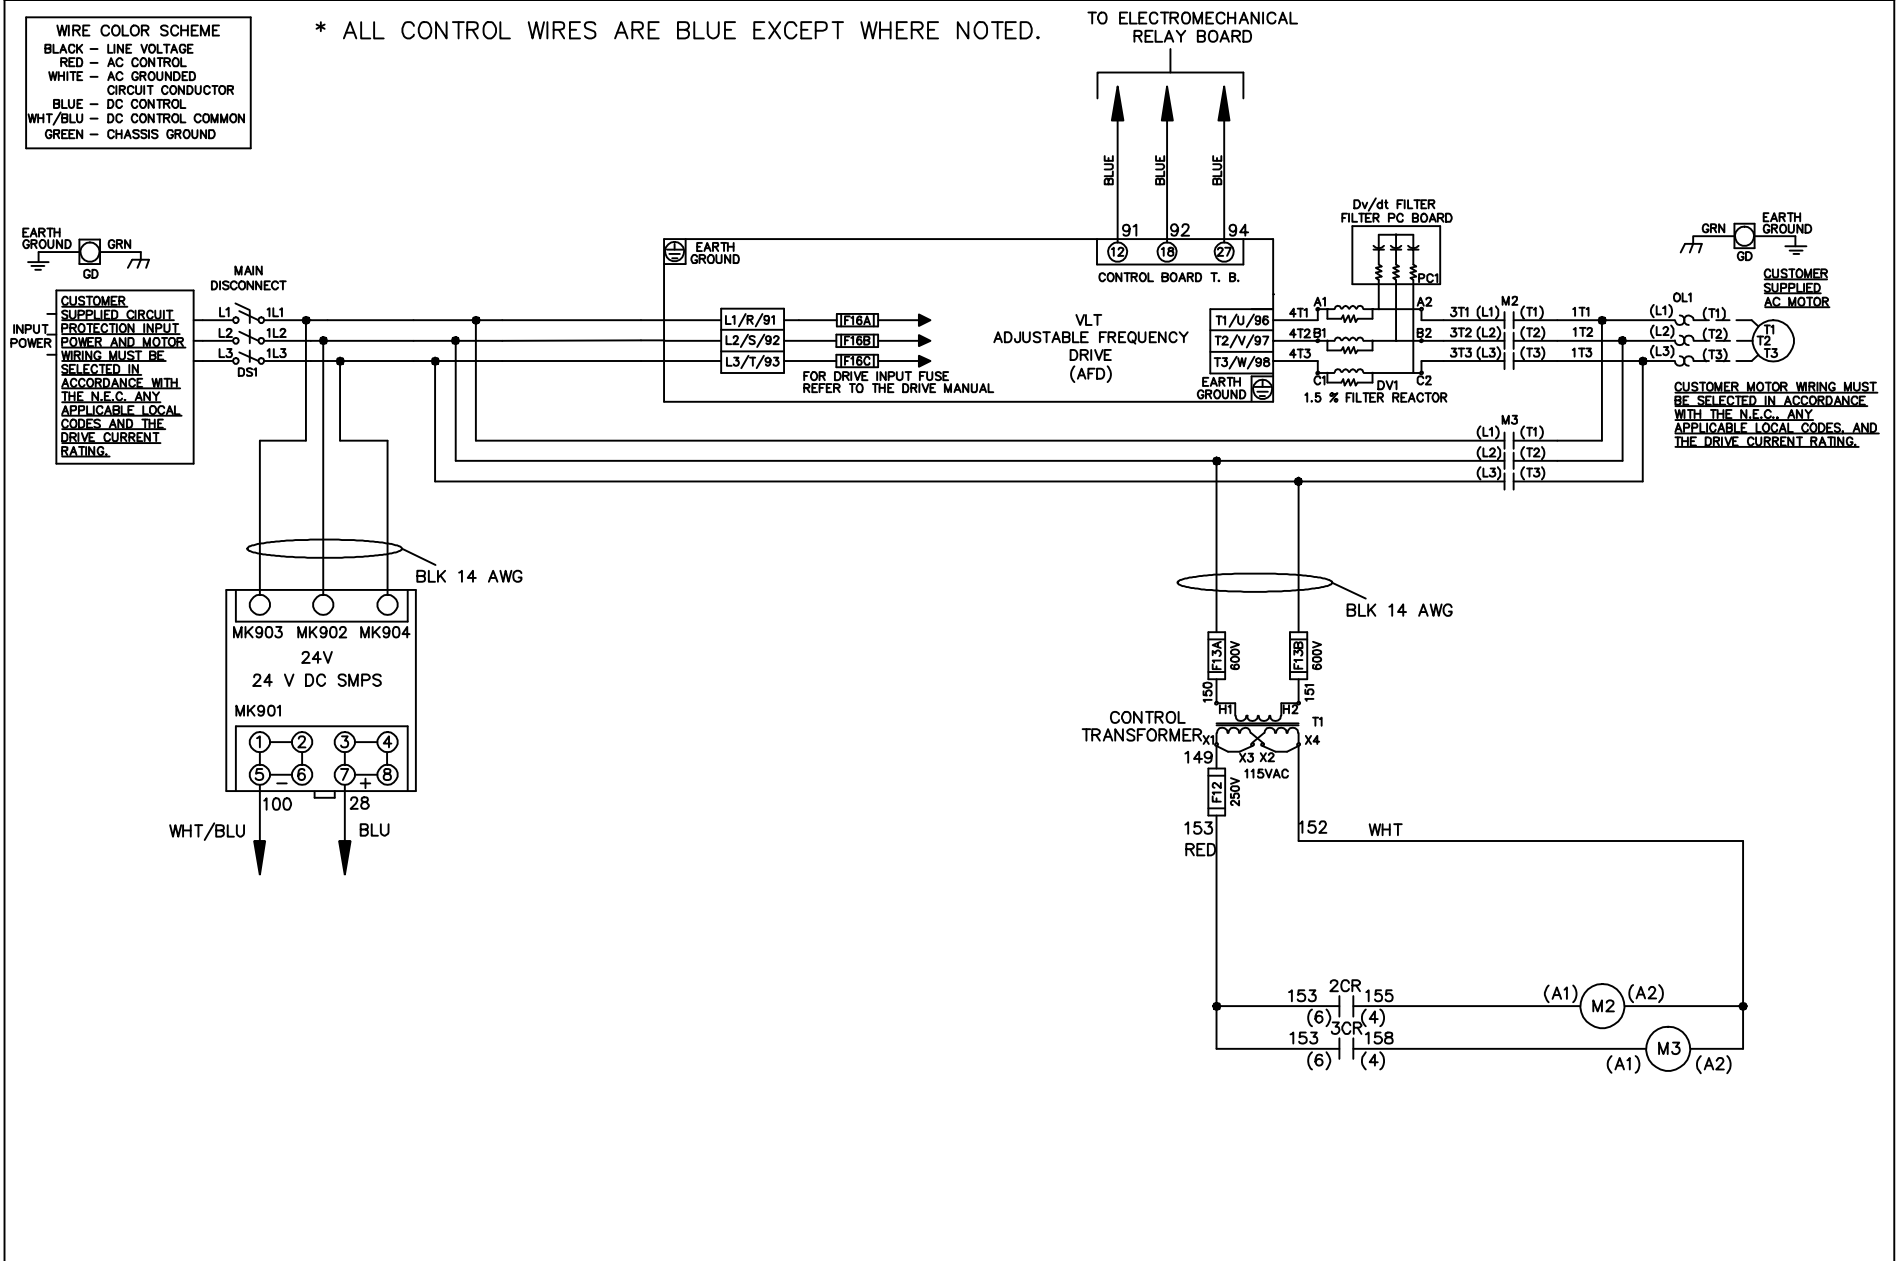 WIRE COLOR SCHEME
BLACK – LINE VOLTAGE
RED – AC CONTROL
WHITE – AC GROUNDED
CIRCUIT CONDUCTOR
BLUE – DC CONTROL
WHT/BLU – DC CONTROL COMMON
GREEN – CHASSIS GROUND
* ALL CONTROL WIRES ARE BLUE EXCEPT WHERE NOTED.
TO ELECTROMECHANICAL
RELAY BOARD
BLUE BLUE BLUE
91 92 94
12 18 27
CONTROL BOARD T. B.
EARTH
GROUND
GRN
GD
INPUT
POWER
CUSTOMER
SUPPLIED CIRCUIT
PROTECTION INPUT
POWER AND MOTOR
WIRING MUST BE
SELECTED IN
ACCORDANCE WITH
THE N.E.C. ANY
APPLICABLE LOCAL
CODES AND THE
DRIVE CURRENT
RATING.
MAIN
DISCONNECT
L1 1L1
L2 1L2
L3 1L3
DS1
EARTH
GROUND
L1/R/91 F16A
L2/S/92 F16B
L3/T/93 F16C
FOR DRIVE INPUT FUSE
REFER TO THE DRIVE MANUAL
VLT
ADJUSTABLE FREQUENCY
DRIVE
(AFD)
T1/U/96
T2/V/97
T3/W/98
EARTH
GROUND
Dv/dt FILTER
FILTER PC BOARD
PC1
4T1 A1 A2
4T2 B1 B2
4T3 C1 C2
DV1
1.5 % FILTER REACTOR
M2
3T1 (L1) (T1) 1T1
3T2 (L2) (T2) 1T2
3T3 (L3) (T3) 1T3
OL1
(L1) (T1)
(L2) (T2)
(L3) (T3)
T1
T2
T3
GRN
GD
EARTH
GROUND
CUSTOMER
SUPPLIED
AC MOTOR
CUSTOMER MOTOR WIRING MUST
BE SELECTED IN ACCORDANCE
WITH THE N.E.C., ANY
APPLICABLE LOCAL CODES, AND
THE DRIVE CURRENT RATING.
M3
(L1) (T1)
(L2) (T2)
(L3) (T3)
BLK 14 AWG
MK903 MK902 MK904
24V
24 V DC SMPS
MK901
1 2 3 4
5 – 6 7 + 8
100 28
WHT/BLU BLU
BLK 14 AWG
F13A 600V F13B 600V
150 151
H1 H2
T1
CONTROL
TRANSFORMER
X1 X3 X2 X4
149
115VAC
F12 250V
153
RED
152 WHT
153 2CR 155 (A1) M2 (A2)
(6) (4)
153 3CR 158 M3
(6) (4) (A1) (A2)